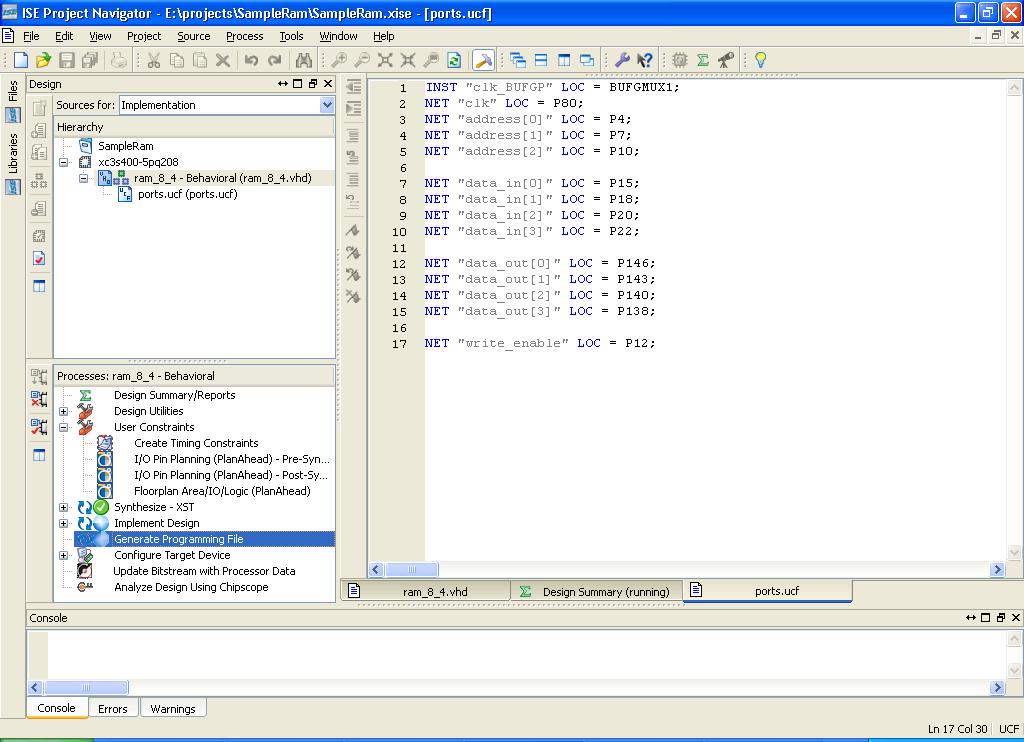 ISE Project Navigator - E:\projects\SampleRam\SampleRam.xise - [ports.ucf]
File Edit View Project Source Process Tools Window Help
Files
Libraries
Design
Sources for: Implementation
Hierarchy
SampleRam
xc3s400-5pq208
ram_8_4 - Behavioral (ram_8_4.vhd)
ports.ucf (ports.ucf)
Processes: ram_8_4 - Behavioral
Design Summary/Reports
Design Utilities
User Constraints
Create Timing Constraints
I/O Pin Planning (PlanAhead) - Pre-Syn...
I/O Pin Planning (PlanAhead) - Post-Sy...
Floorplan Area/IO/Logic (PlanAhead)
Synthesize - XST
Implement Design
Generate Programming File
Configure Target Device
Update Bitstream with Processor Data
Analyze Design Using Chipscope
1 INST "clk_BUFGP" LOC = BUFGMUX1;
2 NET "clk" LOC = P80;
3 NET "address[0]" LOC = P4;
4 NET "address[1]" LOC = P7;
5 NET "address[2]" LOC = P10;
6
7 NET "data_in[0]" LOC = P15;
8 NET "data_in[1]" LOC = P18;
9 NET "data_in[2]" LOC = P20;
10 NET "data_in[3]" LOC = P22;
11
12 NET "data_out[0]" LOC = P146;
13 NET "data_out[1]" LOC = P143;
14 NET "data_out[2]" LOC = P140;
15 NET "data_out[3]" LOC = P138;
16
17 NET "write_enable" LOC = P12;
ram_8_4.vhd Design Summary (running) ports.ucf
Console
Console Errors Warnings
Ln 17 Col 30 UCF